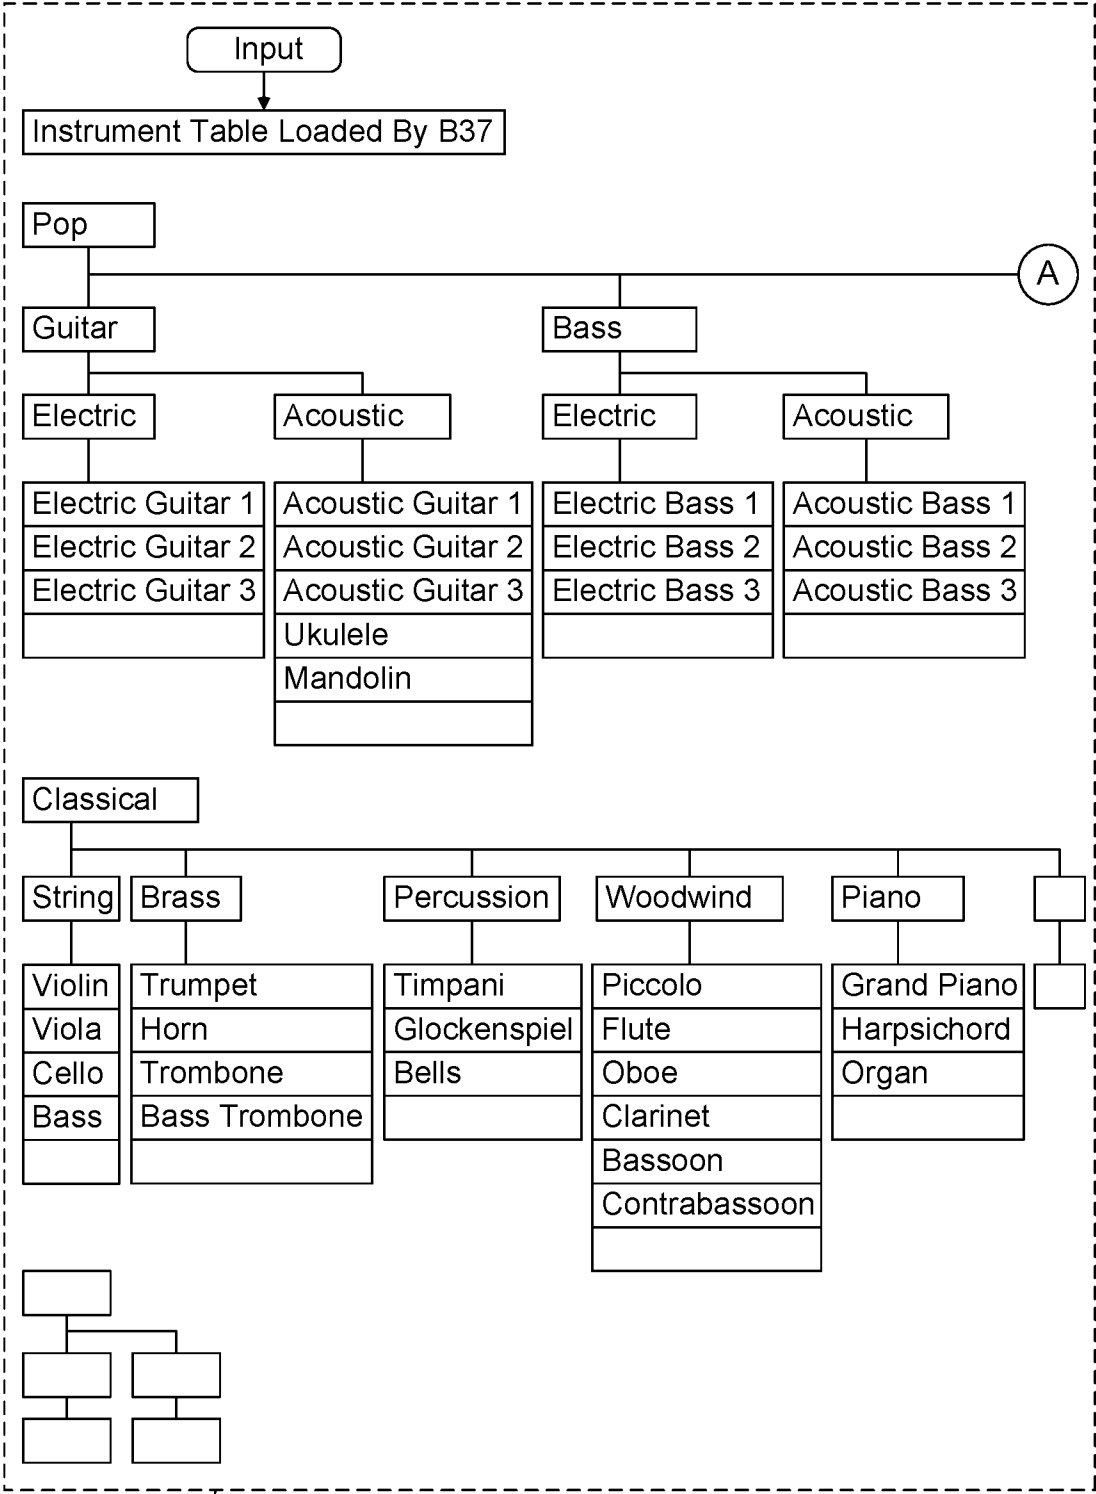 Input
Instrument Table Loaded By B37
Pop
A
Guitar
Bass
Electric
Acoustic
Electric
Acoustic
Electric Guitar 1
Electric Guitar 2
Electric Guitar 3
Acoustic Guitar 1
Acoustic Guitar 2
Acoustic Guitar 3
Ukulele
Mandolin
Electric Bass 1
Electric Bass 2
Electric Bass 3
Acoustic Bass 1
Acoustic Bass 2
Acoustic Bass 3
Classical
String
Brass
Percussion
Woodwind
Piano
Violin
Viola
Cello
Bass
Trumpet
Horn
Trombone
Bass Trombone
Timpani
Glockenspiel
Bells
Piccolo
Flute
Oboe
Clarinet
Bassoon
Contrabassoon
Grand Piano
Harpsichord
Organ